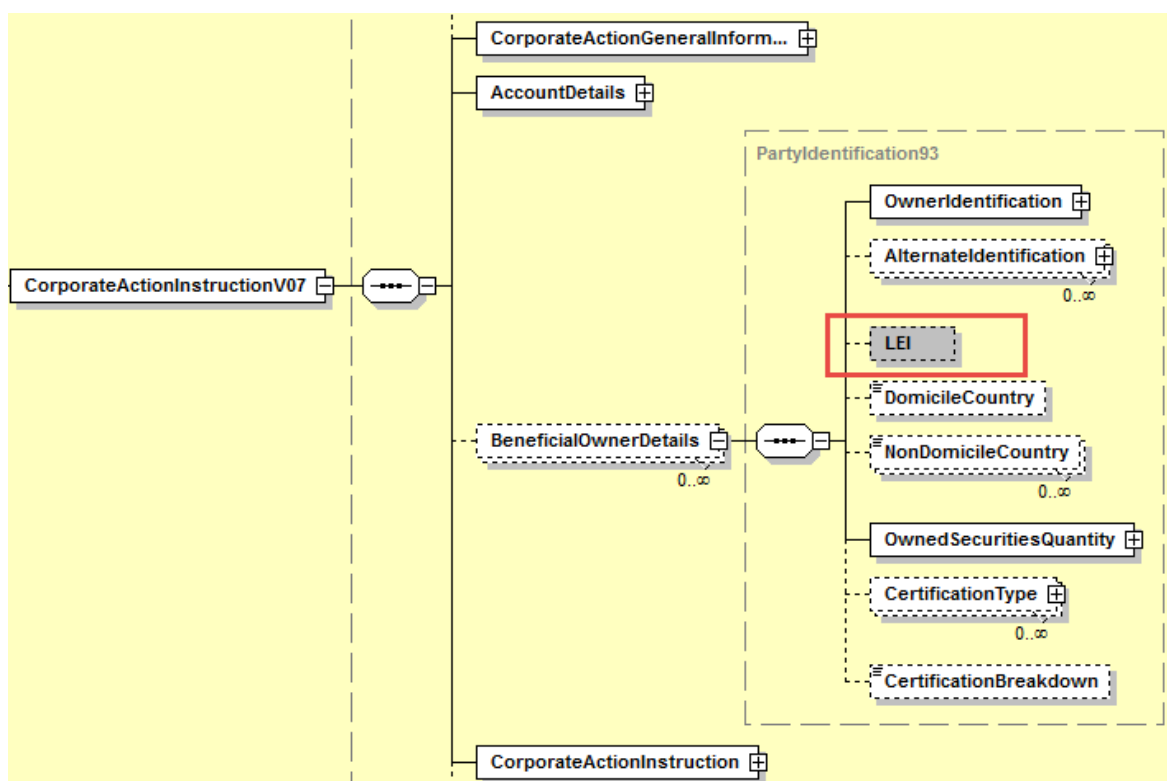 CorporateActionGeneralInform...
AccountDetails
PartyIdentification93
OwnerIdentification
AlternateIdentification
0..∞
CorporateActionInstructionV07
LEI
DomicileCountry
BeneficialOwnerDetails
0..∞
NonDomicileCountry
0..∞
OwnedSecuritiesQuantity
CertificationType
0..∞
CertificationBreakdown
CorporateActionInstruction